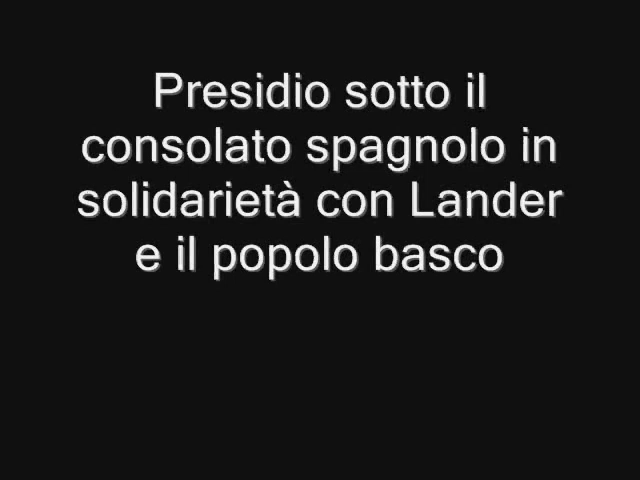 Presidio sotto il
consolato spagnolo in
solidarietà con Lander
e il popolo basco